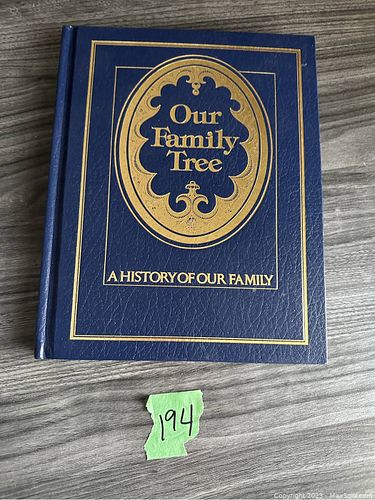 Our
Family
Tree
A HISTORY OF OUR FAMILY
194
Copyright 2023 - MaxSold.com